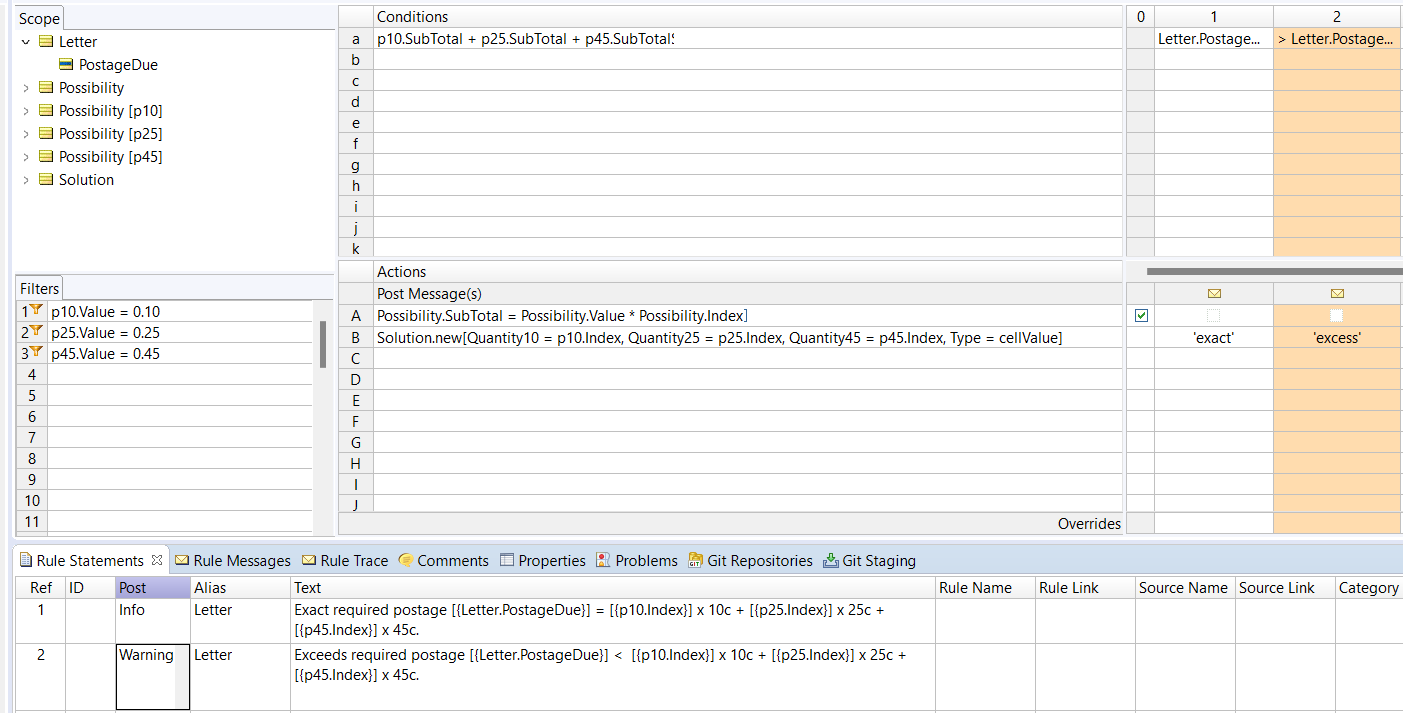 Scope
Letter
PostageDue
Possibility
Possibility [p10]
Possibility [p25]
Possibility [p45]
Solution
Filters
1 p10.Value = 0.10
2 p25.Value = 0.25
3 p45.Value = 0.45
4
5
6
7
8
9
10
11
Conditions 0 1 2
a p10.SubTotal + p25.SubTotal + p45.SubTotal Letter.Postage... > Letter.Postage...
b
c
d
e
f
g
h
i
j
k
Actions
Post Message(s)
A Possibility.SubTotal = Possibility.Value * Possibility.Index
B Solution.new[Quantity10 = p10.Index, Quantity25 = p25.Index, Quantity45 = p45.Index, Type = cellValue] 'exact' 'excess'
C
D
E
F
G
H
I
J
Overrides
Rule Statements Rule Messages Rule Trace Comments Properties Problems Git Repositories Git Staging
Ref ID Post Alias Text Rule Name Rule Link Source Name Source Link Category
1 Info Letter Exact required postage [{Letter.PostageDue}] = [{p10.Index}] x 10c + [{p25.Index}] x 25c +
[{p45.Index}] x 45c.
2 Warning Letter Exceeds required postage [{Letter.PostageDue}] < [{p10.Index}] x 10c + [{p25.Index}] x 25c +
[{p45.Index}] x 45c.